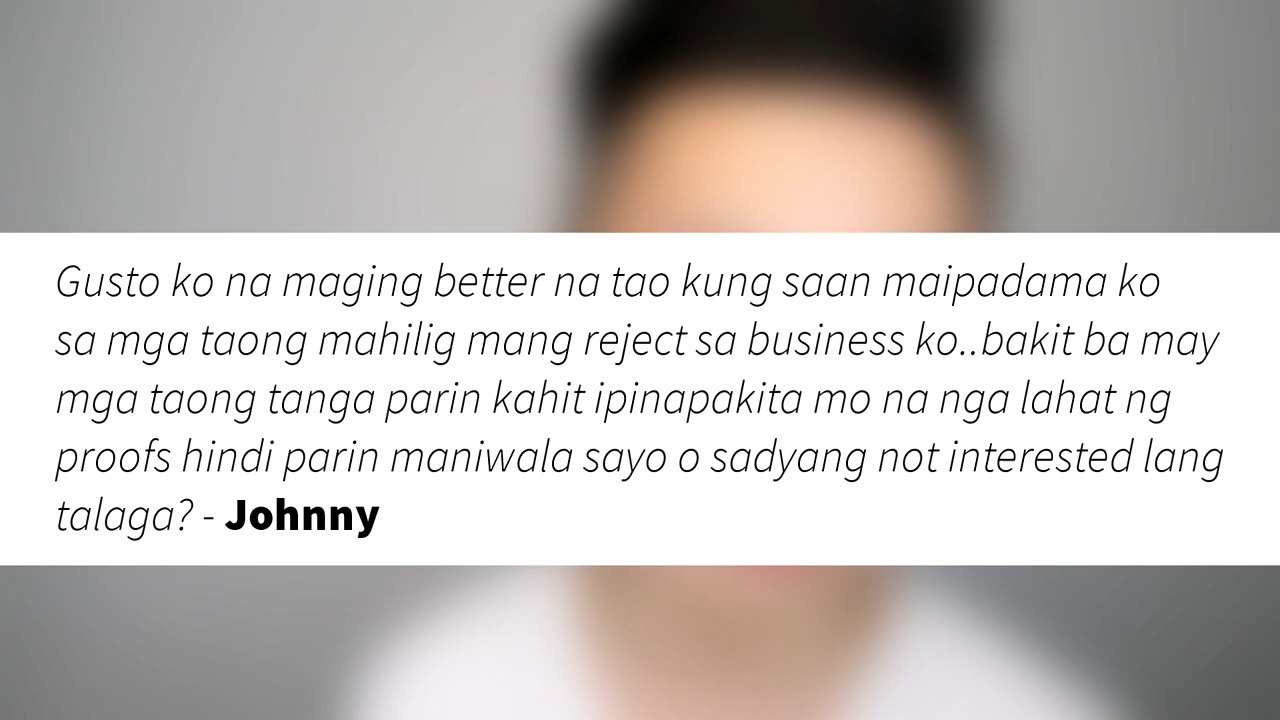 Gusto ko na maging better na tao kung saan maipadama ko
sa mga taong mahilig mang reject sa business ko..bakit ba may
mga taong tanga parin kahit ipinapakita mo na nga lahat ng
proofs hindi parin maniwala sayo o sadyang not interested lang
talaga? - Johnny